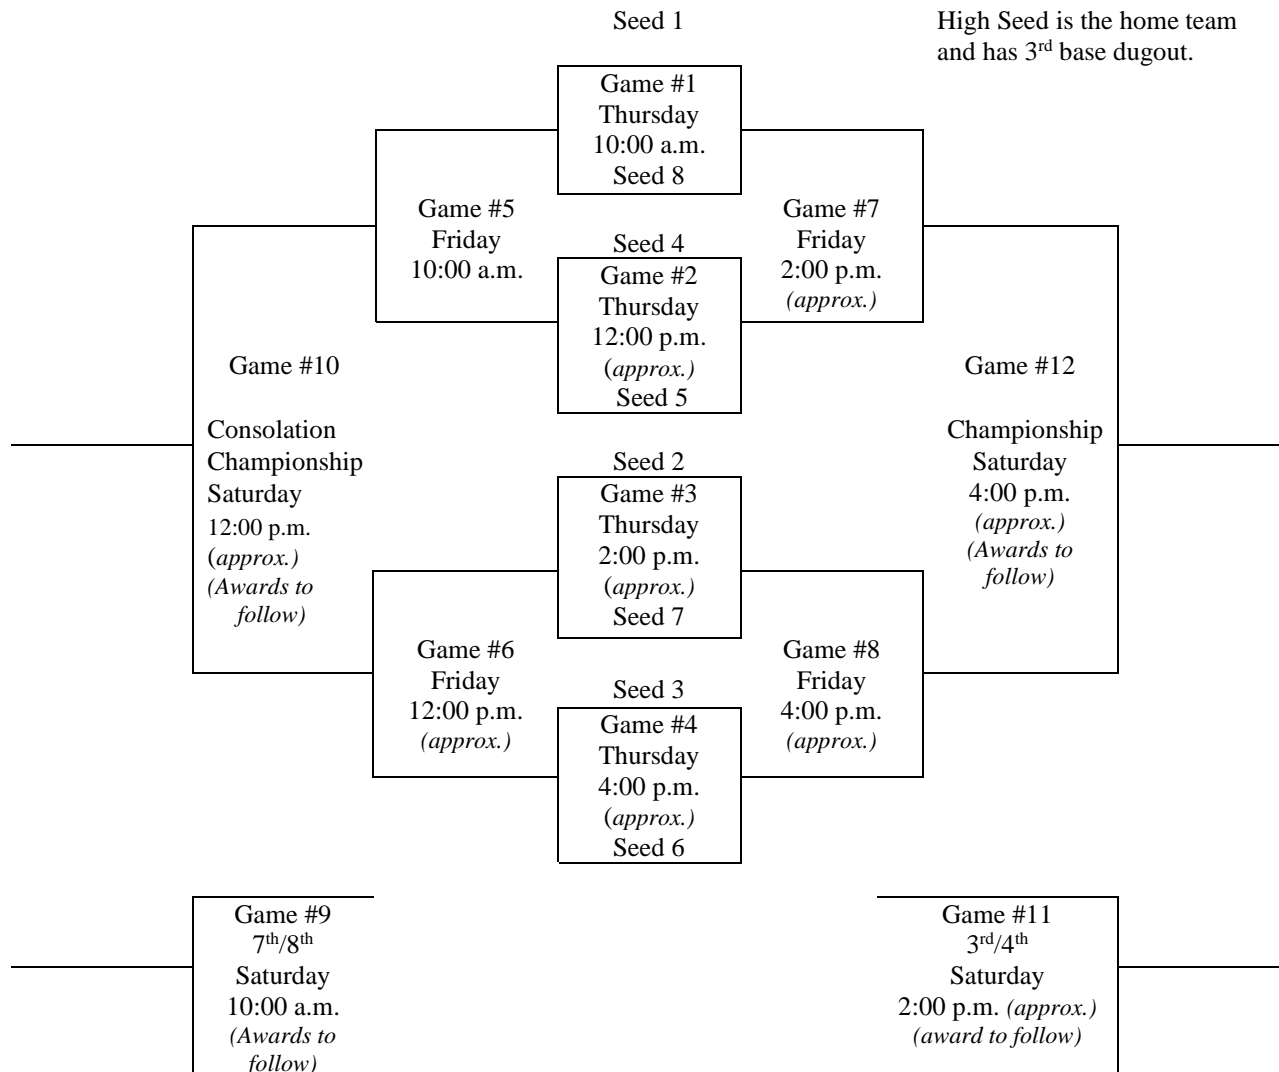 Seed 1
High Seed is the home team
and has 3rd base dugout.
Game #1
Thursday
10:00 a.m.
Seed 8
Game #5
Friday
10:00 a.m.
Game #7
Friday
2:00 p.m.
(approx.)
Seed 4
Game #2
Thursday
12:00 p.m.
(approx.)
Seed 5
Game #10
Consolation
Championship
Saturday
12:00 p.m.
(approx.)
(Awards to
follow)
Game #12
Championship
Saturday
4:00 p.m.
(approx.)
(Awards to
follow)
Seed 2
Game #3
Thursday
2:00 p.m.
(approx.)
Seed 7
Game #6
Friday
12:00 p.m.
(approx.)
Game #8
Friday
4:00 p.m.
(approx.)
Seed 3
Game #4
Thursday
4:00 p.m.
(approx.)
Seed 6
Game #9
7th/8th
Saturday
10:00 a.m.
(Awards to
follow)
Game #11
3rd/4th
Saturday
2:00 p.m. (approx.)
(award to follow)